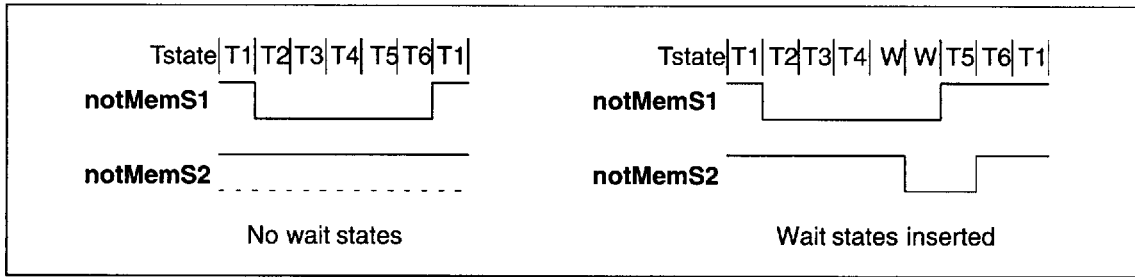 Tstate|T1|T2|T3|T4|T5|T6|T1|
notMemS1
notMemS2
No wait states
Tstate|T1|T2|T3|T4|W|W|T5|T6|T1|
notMemS1
notMemS2
Wait states inserted